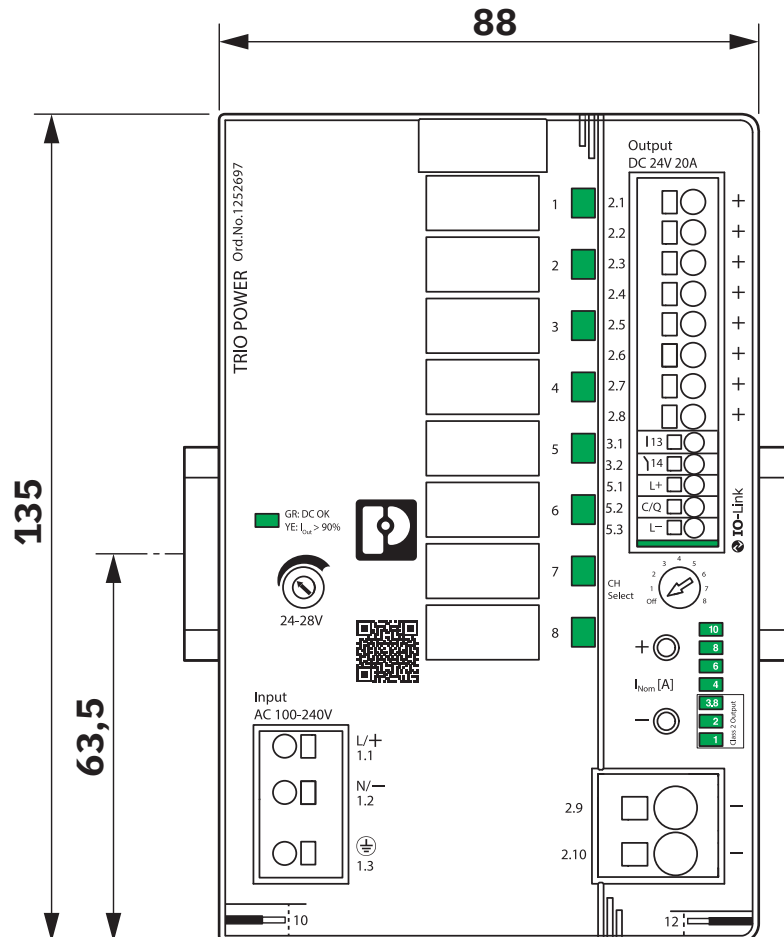 88
135
63,5
TRIO POWER Ord.No.1252697
Output
DC 24V 20A
1
2
3
4
5
6
7
8
2.1 +
2.2 +
2.3 +
2.4 +
2.5 +
2.6 +
2.7 +
2.8 +
3.1 13
3.2 14
5.1 L+
5.2 C/Q
5.3 L−
IO-Link
GR: DC OK
YE: IOut > 90%
24-28V
CH
Select
Off 1 2 3 4 5 6 7 8
+
INom [A]
−
10
8
6
4
3,8
2
1
Class 2 Output
Input
AC 100-240V
L/+
1.1
N/−
1.2
1.3
2.9 −
2.10 −
10
12